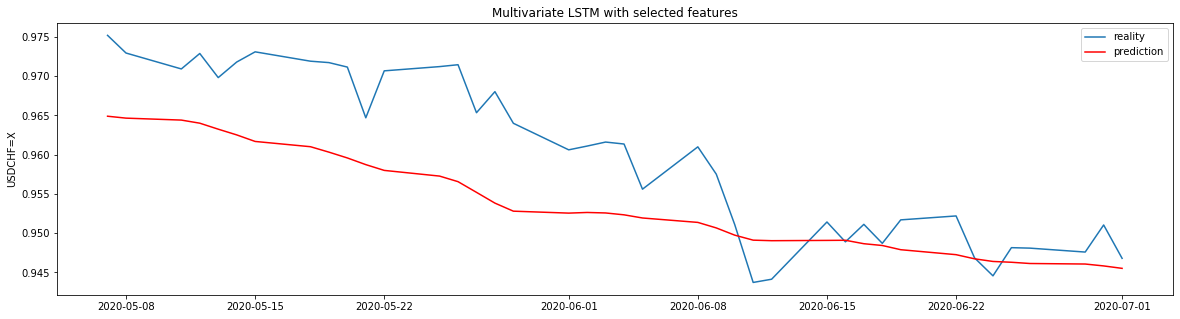 Multivariate LSTM with selected features
reality
prediction
USDCHF=X
0.975
0.970
0.965
0.960
0.955
0.950
0.945
2020-05-08 2020-05-15 2020-05-22 2020-06-01 2020-06-08 2020-06-15 2020-06-22 2020-07-01